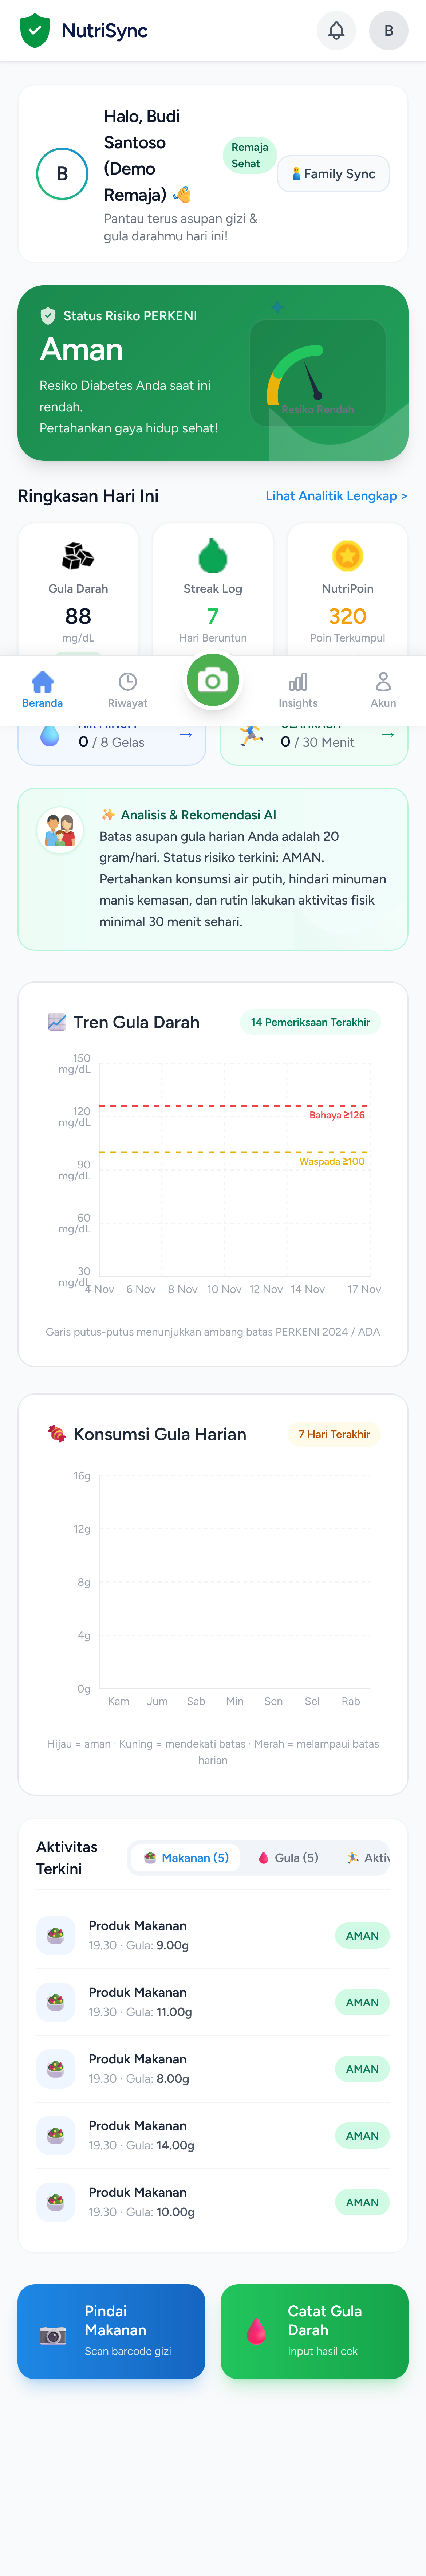 NutriSync
B
B
Halo, Budi
Santoso
(Demo
Remaja) 👋
Remaja
Sehat
Family Sync
Pantau terus asupan gizi &
gula darahmu hari ini!
Status Risiko PERKENI
Aman
Resiko Diabetes Anda saat ini
rendah.
Pertahankan gaya hidup sehat!
Resiko Rendah
Ringkasan Hari Ini
Lihat Analitik Lengkap >
Gula Darah
88
mg/dL
Streak Log
7
Hari Beruntun
NutriPoin
320
Poin Terkumpul
Beranda
Riwayat
Insights
Akun
0 / 8 Gelas
→
0 / 30 Menit
→
✨ Analisis & Rekomendasi AI
Batas asupan gula harian Anda adalah 20
gram/hari. Status risiko terkini: AMAN.
Pertahankan konsumsi air putih, hindari minuman
manis kemasan, dan rutin lakukan aktivitas fisik
minimal 30 menit sehari.
📈 Tren Gula Darah
14 Pemeriksaan Terakhir
150
mg/dL
120
mg/dL
90
mg/dL
60
mg/dL
30
mg/dL
Bahaya ≥126
Waspada ≥100
4 Nov 6 Nov 8 Nov 10 Nov 12 Nov 14 Nov 17 Nov
Garis putus-putus menunjukkan ambang batas PERKENI 2024 / ADA
Konsumsi Gula Harian
7 Hari Terakhir
16g
12g
8g
4g
0g
Kam Jum Sab Min Sen Sel Rab
Hijau = aman · Kuning = mendekati batas · Merah = melampaui batas
harian
Aktivitas
Terkini
Makanan (5)
Gula (5)
Produk Makanan
19.30 · Gula: 9.00g
AMAN
Produk Makanan
19.30 · Gula: 11.00g
AMAN
Produk Makanan
19.30 · Gula: 8.00g
AMAN
Produk Makanan
19.30 · Gula: 14.00g
AMAN
Produk Makanan
19.30 · Gula: 10.00g
AMAN
Pindai
Makanan
Scan barcode gizi
Catat Gula
Darah
Input hasil cek